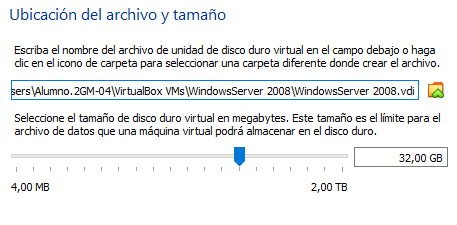 Ubicación del archivo y tamaño
Escriba el nombre del archivo de unidad de disco duro virtual en el campo debajo o haga
clic en el icono de carpeta para seleccionar una carpeta diferente donde crear el archivo.
sers\Alumno.2GM-04\VirtualBox VMs\WindowsServer 2008\WindowsServer 2008.vdi
Seleccione el tamaño de disco duro virtual en megabytes. Este tamaño es el límite para el
archivo de datos que una máquina virtual podrá almacenar en el disco duro.
32,00 GB
4,00 MB 2,00 TB